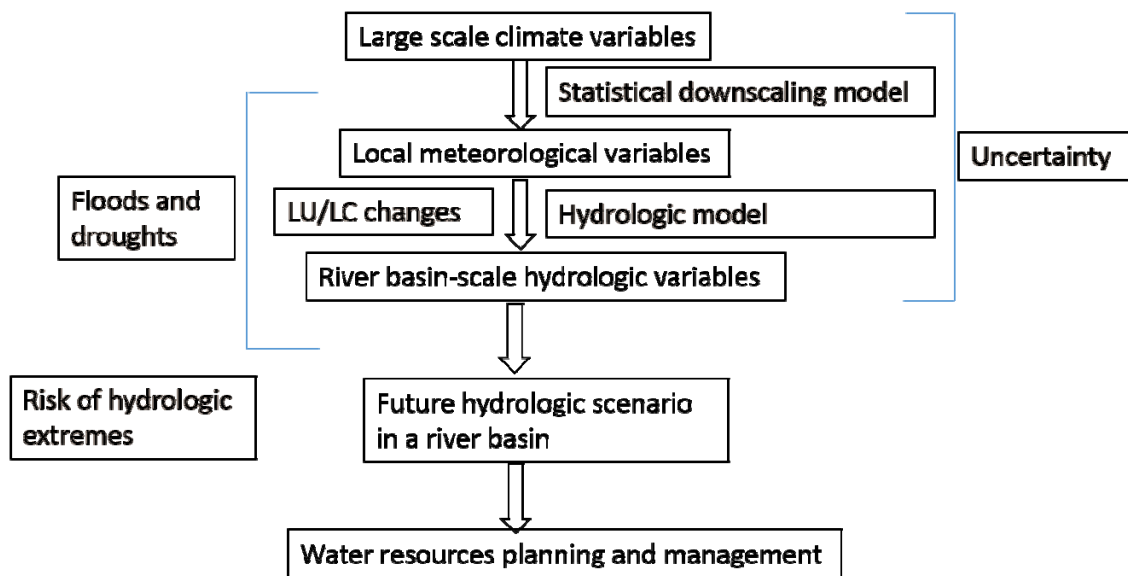 Large scale climate variables
Statistical downscaling model
Local meteorological variables
Uncertainty
Floods and
droughts
LU/LC changes
Hydrologic model
River basin-scale hydrologic variables
Risk of hydrologic
extremes
Future hydrologic scenario
in a river basin
Water resources planning and management